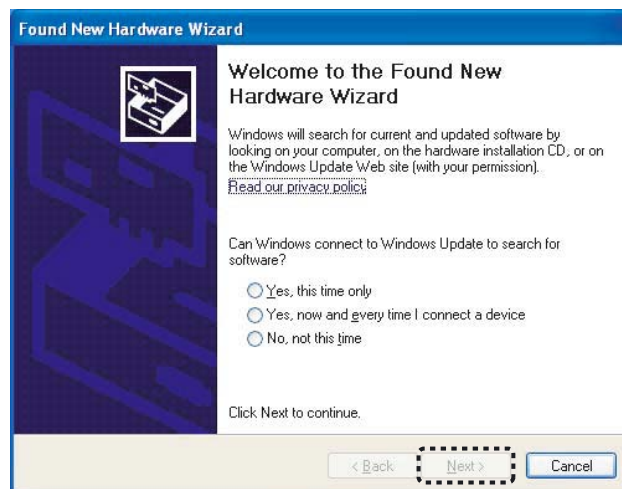 Found New Hardware Wizard
Welcome to the Found New
Hardware Wizard
Windows will search for current and updated software by
looking on your computer, on the hardware installation CD, or on
the Windows Update Web site (with your permission).
Read our privacy policy
Can Windows connect to Windows Update to search for
software?
Yes, this time only
Yes, now and every time I connect a device
No, not this time
Click Next to continue.
< Back Next > Cancel